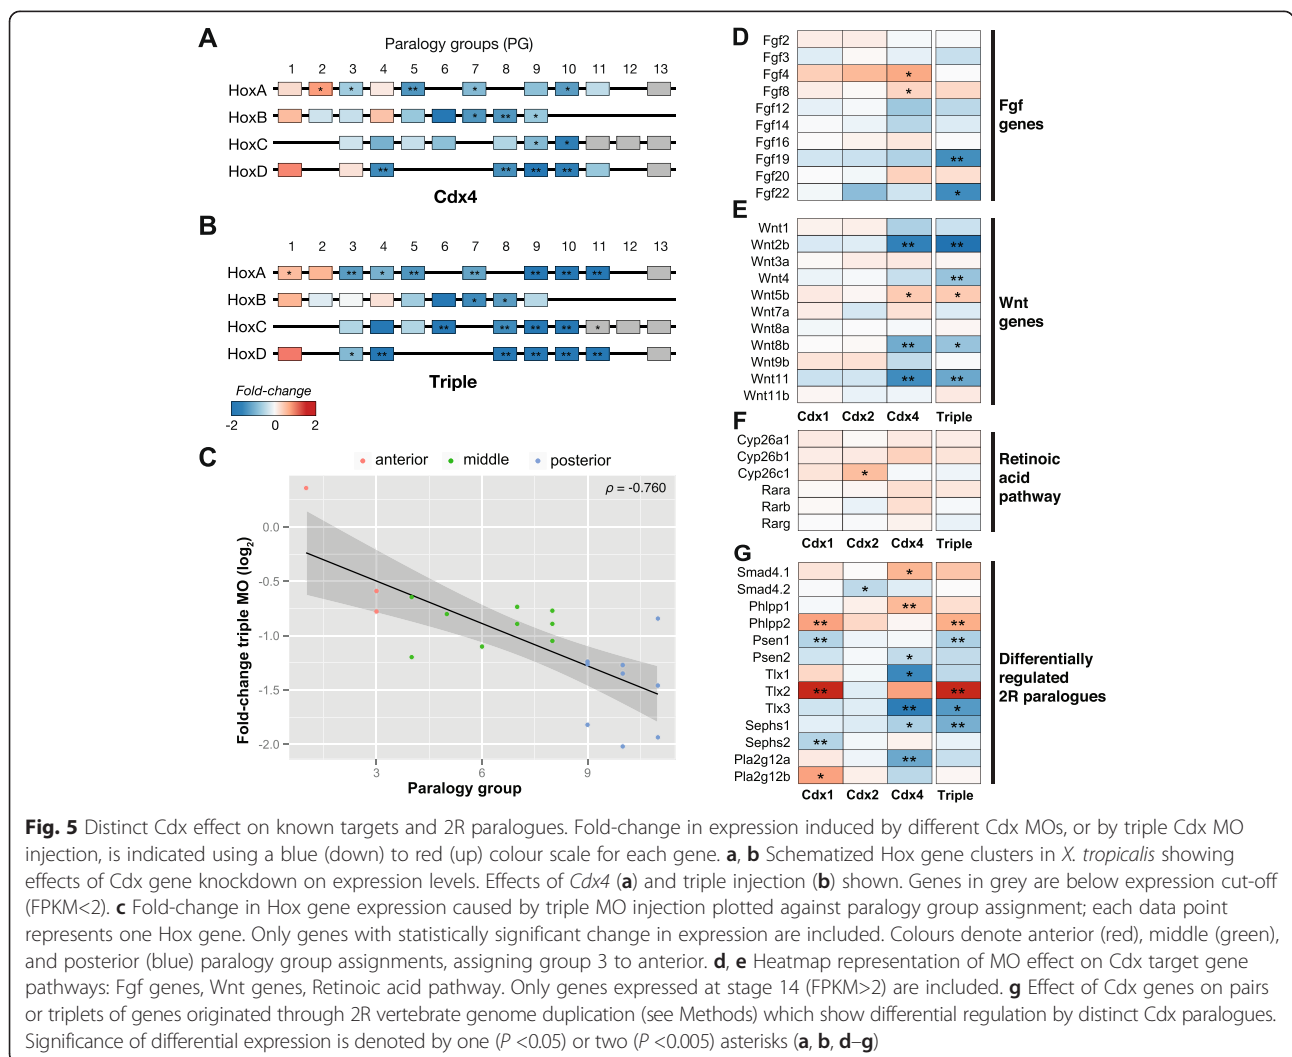 A
Paralogy groups (PG)
1 2 3 4 5 6 7 8 9 10 11 12 13
HoxA * * ** * *
HoxB * ** *
HoxC * *
HoxD ** ** ** **
Cdx4
B
1 2 3 4 5 6 7 8 9 10 11 12 13
HoxA * ** * ** ** ** ** **
HoxB * *
HoxC ** ** ** ** *
HoxD * ** ** ** ** **
Triple
Fold-change
-2 0 2
C
anterior middle posterior
ρ = -0.760
Fold-change triple MO (log2)
0.0
-0.5
-1.0
-1.5
-2.0
3 6 9
Paralogy group
D
Fgf2
Fgf3
Fgf4 *
Fgf8 *
Fgf12
Fgf14
Fgf16
Fgf19 **
Fgf20
Fgf22 *
Fgf
genes
E
Wnt1
Wnt2b ** **
Wnt3a
Wnt4 **
Wnt5b * *
Wnt7a
Wnt8a
Wnt8b ** *
Wnt9b
Wnt11 ** **
Wnt11b
Cdx1 Cdx2 Cdx4 Triple
Wnt
genes
F
Cyp26a1
Cyp26b1
Cyp26c1 *
Rara
Rarb
Rarg
Cdx1 Cdx2 Cdx4 Triple
Retinoic
acid
pathway
G
Smad4.1 *
Smad4.2 *
Phlpp1 **
Phlpp2 ** **
Psen1 ** **
Psen2 *
Tlx1 *
Tlx2 ** **
Tlx3 ** *
Sephs1 * **
Sephs2 **
Pla2g12a **
Pla2g12b *
Cdx1 Cdx2 Cdx4 Triple
Differentially
regulated
2R paralogues
Fig. 5 Distinct Cdx effect on known targets and 2R paralogues. Fold-change in expression induced by different Cdx MOs, or by triple Cdx MO
injection, is indicated using a blue (down) to red (up) colour scale for each gene. a, b Schematized Hox gene clusters in X. tropicalis showing
effects of Cdx gene knockdown on expression levels. Effects of Cdx4 (a) and triple injection (b) shown. Genes in grey are below expression cut-off
(FPKM<2). c Fold-change in Hox gene expression caused by triple MO injection plotted against paralogy group assignment; each data point
represents one Hox gene. Only genes with statistically significant change in expression are included. Colours denote anterior (red), middle (green),
and posterior (blue) paralogy group assignments, assigning group 3 to anterior. d, e Heatmap representation of MO effect on Cdx target gene
pathways: Fgf genes, Wnt genes, Retinoic acid pathway. Only genes expressed at stage 14 (FPKM>2) are included. g Effect of Cdx genes on pairs
or triplets of genes originated through 2R vertebrate genome duplication (see Methods) which show differential regulation by distinct Cdx paralogues.
Significance of differential expression is denoted by one (P <0.05) or two (P <0.005) asterisks (a, b, d–g)